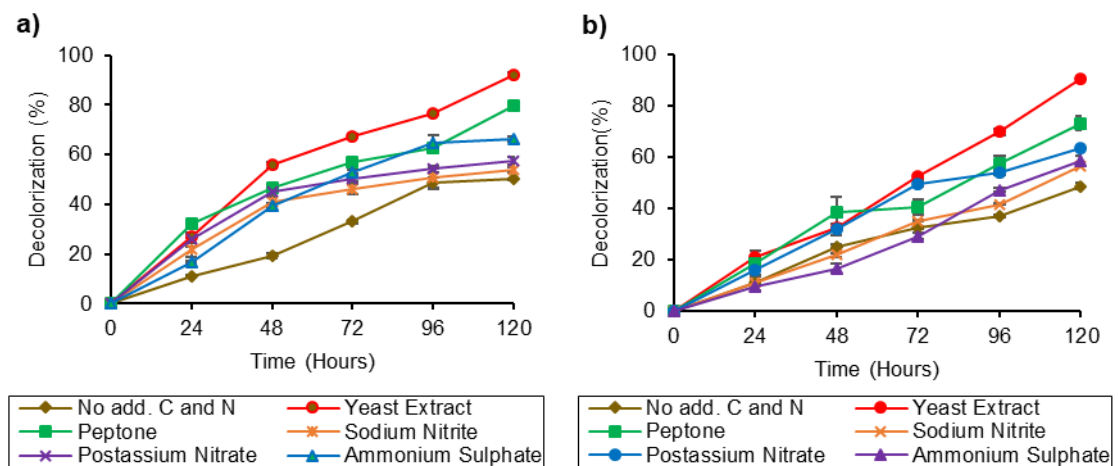 a)
100
80
60
40
20
0
Decolorization (%)
0 24 48 72 96 120
Time (Hours)
No add. C and N Yeast Extract
Peptone Sodium Nitrite
Postassium Nitrate Ammonium Sulphate
b)
100
80
60
40
20
0
Decolorization(%)
0 24 48 72 96 120
Time (Hours)
No add. C and N Yeast Extract
Peptone Sodium Nitrite
Postassium Nitrate Ammonium Sulphate